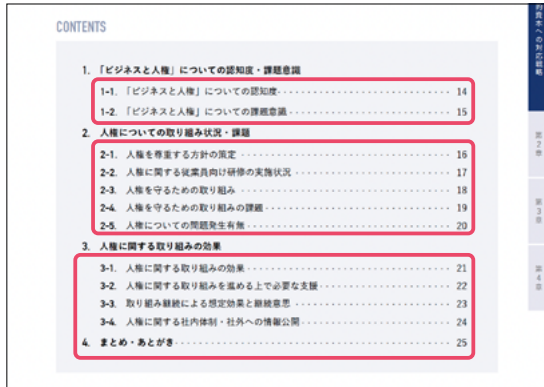 CONTENTS
1. 「ビジネスと人権」についての認知度・課題意識
1-1. 「ビジネスと人権」についての認知度 14
1-2. 「ビジネスと人権」についての課題意識 15
2. 人権についての取り組み状況・課題
2-1. 人権を尊重する方針の策定 16
2-2. 人権に関する従業員向け研修の実施状況 17
2-3. 人権を守るための取り組み 18
2-4. 人権を守るための取り組みの課題 19
2-5. 人権についての問題発生有無 20
3. 人権に関する取り組みの効果
3-1. 人権に関する取り組みの効果 21
3-2. 人権に関する取り組みを進める上で必要な支援 22
3-3. 取り組み継続による想定効果と継続意思 23
3-4. 人権に関する社内体制・社外への情報公開 24
4. まとめ・あとがき 25
的資本への対応戦略
第2章
第3章
第4章